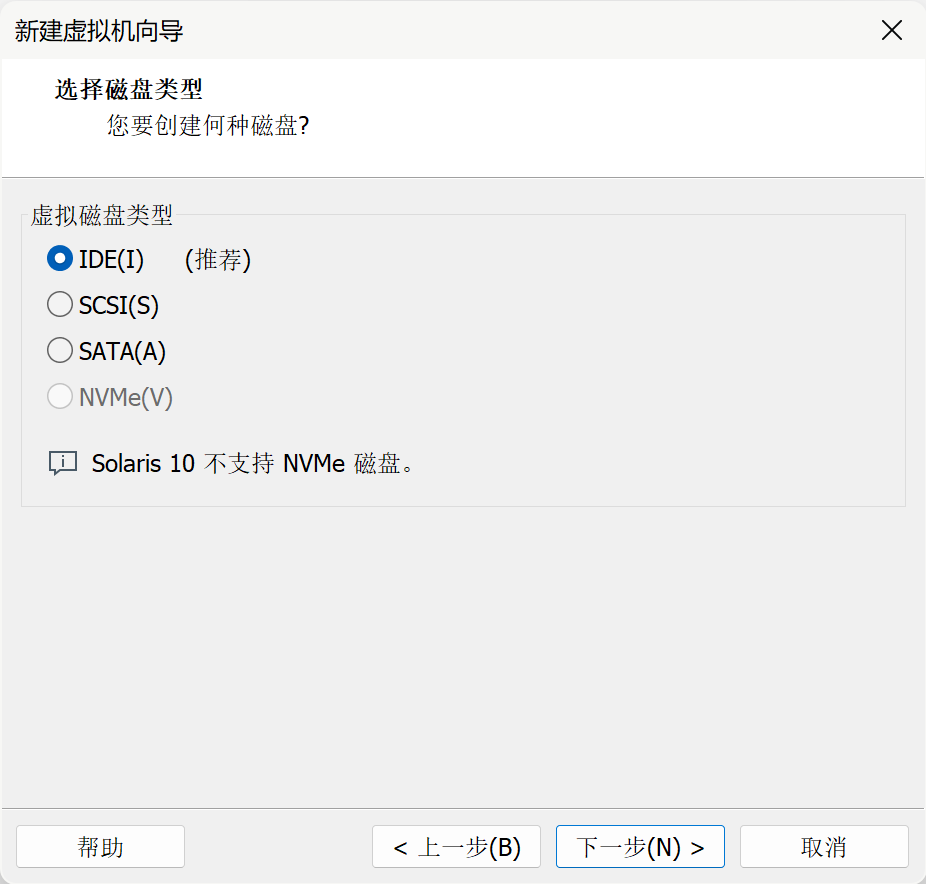 新建虚拟机向导
选择磁盘类型
您要创建何种磁盘?
虚拟磁盘类型
IDE(I) (推荐)
SCSI(S)
SATA(A)
NVMe(V)
Solaris 10 不支持 NVMe 磁盘。
帮助
< 上一步(B)
下一步(N) >
取消